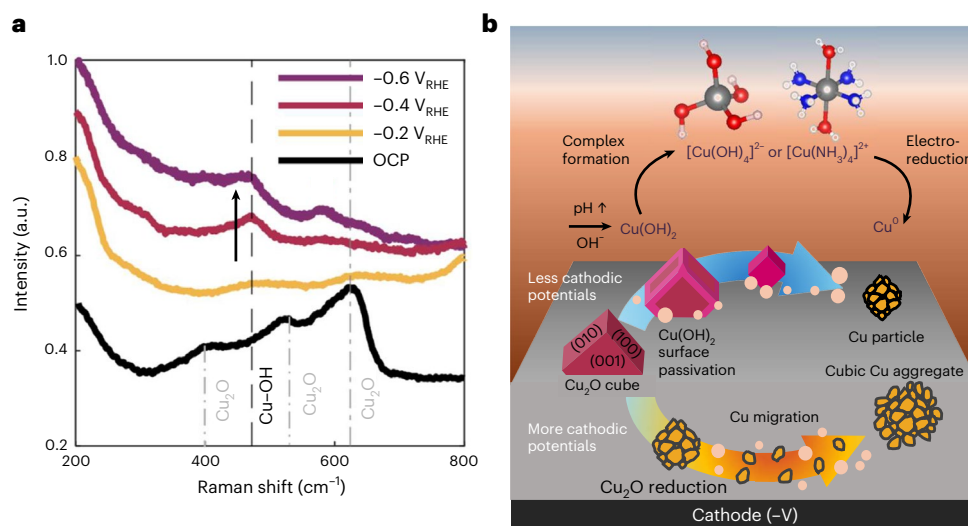 a
1.0
0.8
0.6
0.4
0.2
200
400
600
800
Intensity (a.u.)
Raman shift (cm⁻¹)
–0.6 V_RHE
–0.4 V_RHE
–0.2 V_RHE
OCP
Cu₂O
Cu–OH
Cu₂O
Cu₂O
b
Complex
formation
[Cu(OH)₄]²⁻ or [Cu(NH₃)₄]²⁺
Electro-
reduction
pH ↑
OH⁻
Cu(OH)₂
Cu⁰
Less cathodic
potentials
(010)
(100)
(001)
Cu₂O cube
Cu(OH)₂
surface
passivation
Cu particle
Cubic Cu aggregate
More cathodic
potentials
Cu migration
Cu₂O reduction
Cathode (–V)